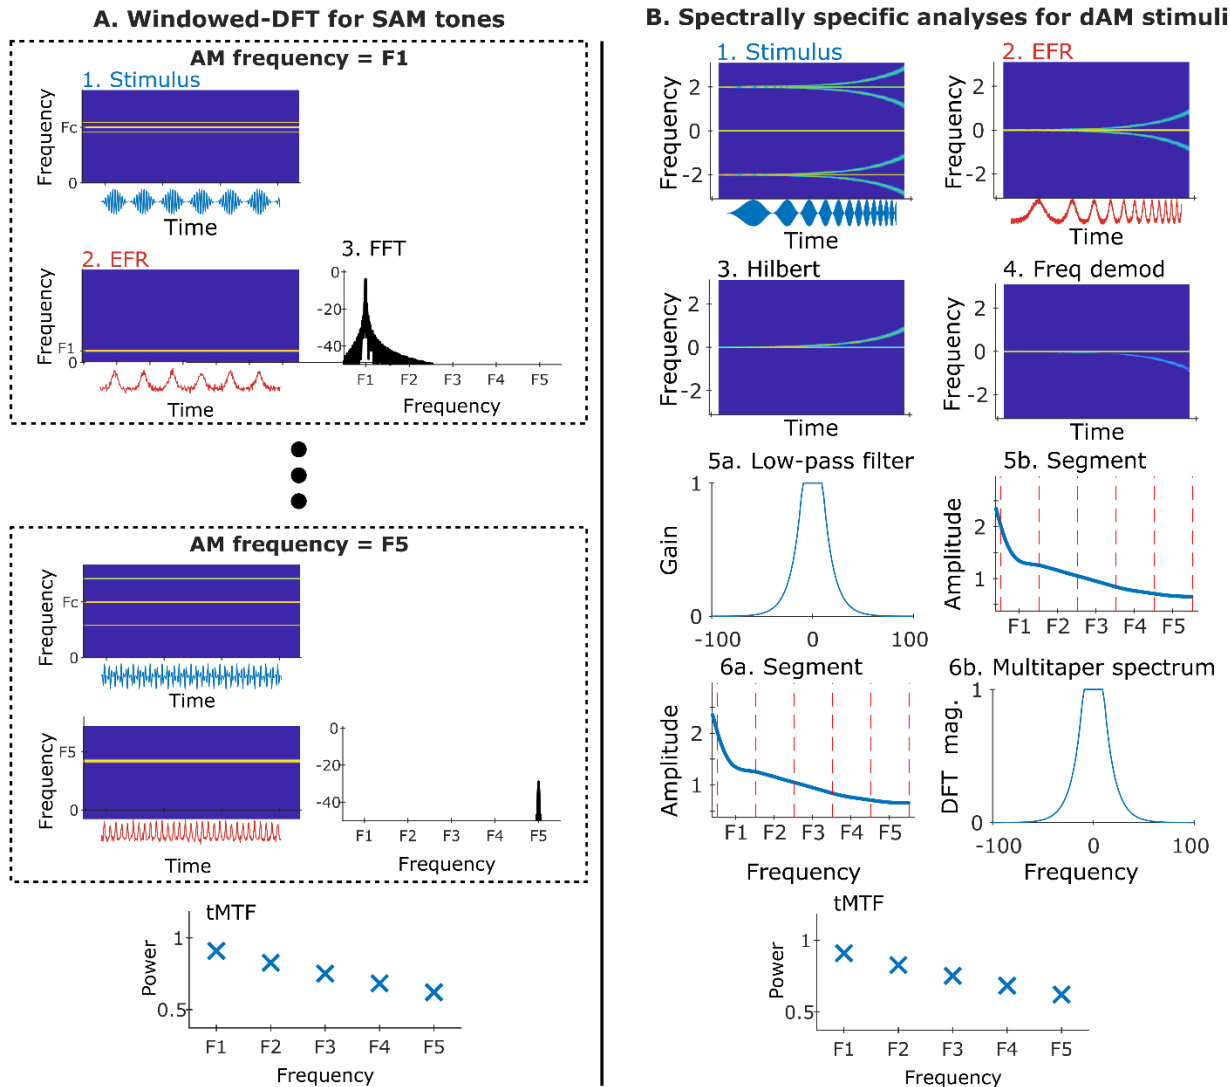 A. Windowed-DFT for SAM tones
AM frequency = F1
1. Stimulus
Frequency
Fc
0
Time
2. EFR
Frequency
F1
0
Time
3. FFT
0
-20
-40
F1 F2 F3 F4 F5
Frequency
AM frequency = F5
Frequency
Fc
0
Time
Frequency
F5
0
Time
0
-20
-40
F1 F2 F3 F4 F5
Frequency
tMTF
Power
1
0.5
F1 F2 F3 F4 F5
Frequency
B. Spectrally specific analyses for dAM stimuli
1. Stimulus
Frequency
2
0
-2
Time
2. EFR
Frequency
2
0
-2
Time
3. Hilbert
Frequency
2
0
-2
Time
4. Freq demod
Frequency
2
0
-2
Time
5a. Low-pass filter
Gain
1
0
-100 0 100
5b. Segment
Amplitude
2
1
F1 F2 F3 F4 F5
6a. Segment
Amplitude
2
1
F1 F2 F3 F4 F5
Frequency
6b. Multitaper spectrum
DFT mag.
1
0
-100 0 100
Frequency
tMTF
Power
1
0.5
F1 F2 F3 F4 F5
Frequency